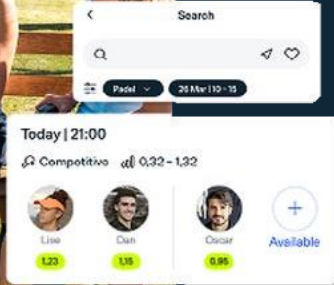 Search
Padel
26 Mar | 10 - 15
Today | 21:00
Competitive 0,32 - 1,32
Lise Dan Oscar Available
1,23 1,15 0,95